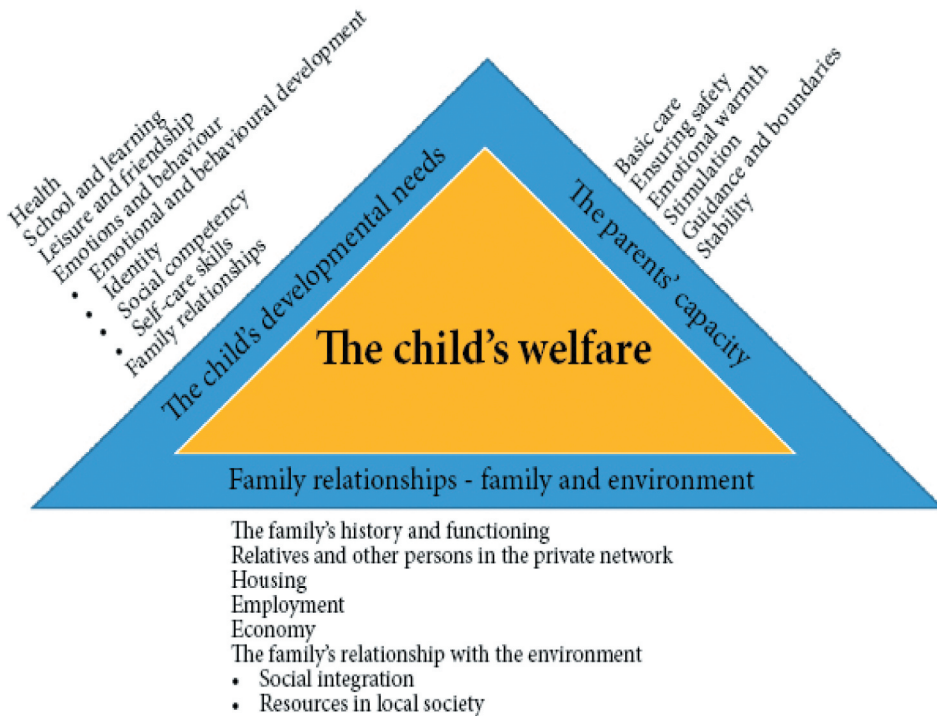 Health
School and learning
Leisure and friendship
Emotions and behaviour
• Emotional and behavioural development
• Identity
• Social competency
• Self-care skills
Family relationships
The child's developmental needs
Basic care
Ensuring safety
Emotional warmth
Stimulation
Guidance and boundaries
Stability
The parents' capacity
The child's welfare
Family relationships - family and environment
The family's history and functioning
Relatives and other persons in the private network
Housing
Employment
Economy
The family's relationship with the environment
• Social integration
• Resources in local society